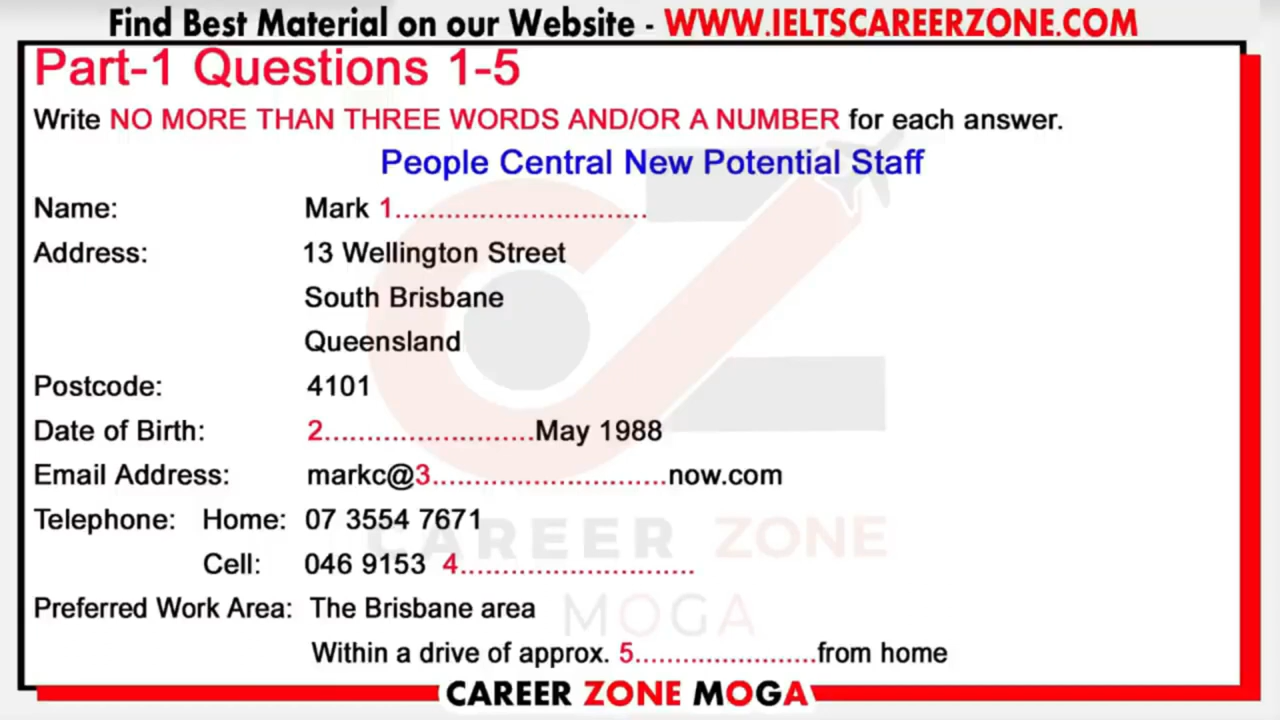 Find Best Material on our Website - WWW.IELTSCAREERZONE.COM
Part-1 Questions 1-5
Write NO MORE THAN THREE WORDS AND/OR A NUMBER for each answer.
People Central New Potential Staff
Name: Mark 1..............................
Address: 13 Wellington Street
South Brisbane
Queensland
Postcode: 4101
Date of Birth: 2.........................May 1988
Email Address: markc@3............................now.com
Telephone: Home: 07 3554 7671
CAREER ZONE
Cell: 046 9153 4............................
Preferred Work Area: The Brisbane area
MOGA
Within a drive of approx. 5......................from home
CAREER ZONE MOGA